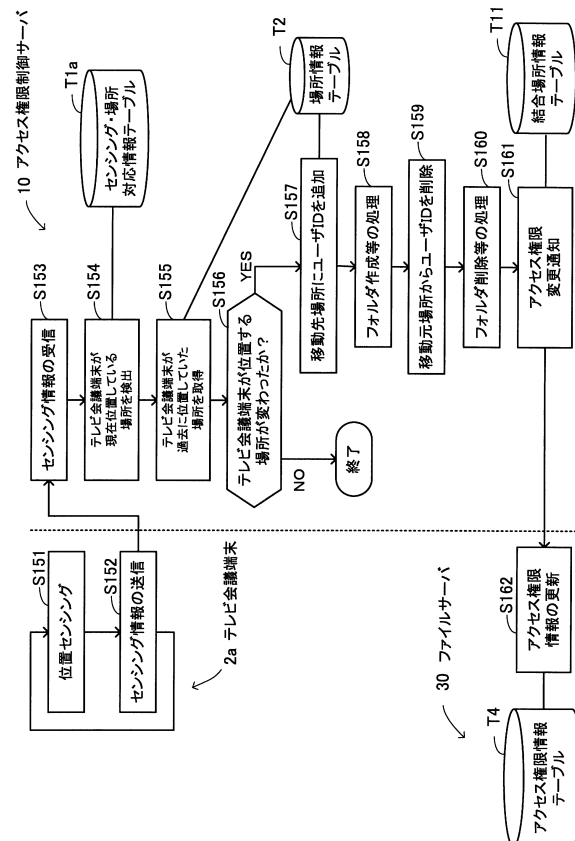 2a テレビ会議端末
S151
位置センシング
S152
センシング情報の送信
10 アクセス権限制御サーバ
S153
センシング情報の受信
S154
テレビ会議端末が
現在位置している
場所を検出
T1a
センシング・場所
対応情報テーブル
S155
テレビ会議端末が
過去に位置していた
場所を取得
S156
テレビ会議端末が位置する
場所が変わったか?
YES
NO
終了
T2
場所情報
テーブル
S157
移動先場所にユーザIDを追加
S158
フォルダ作成等の処理
S159
移動元場所からユーザIDを削除
S160
フォルダ削除等の処理
S161
アクセス権限
変更通知
T11
結合場所情報
テーブル
30 ファイルサーバ
S162
アクセス権限
情報の更新
T4
アクセス権限情報
テーブル